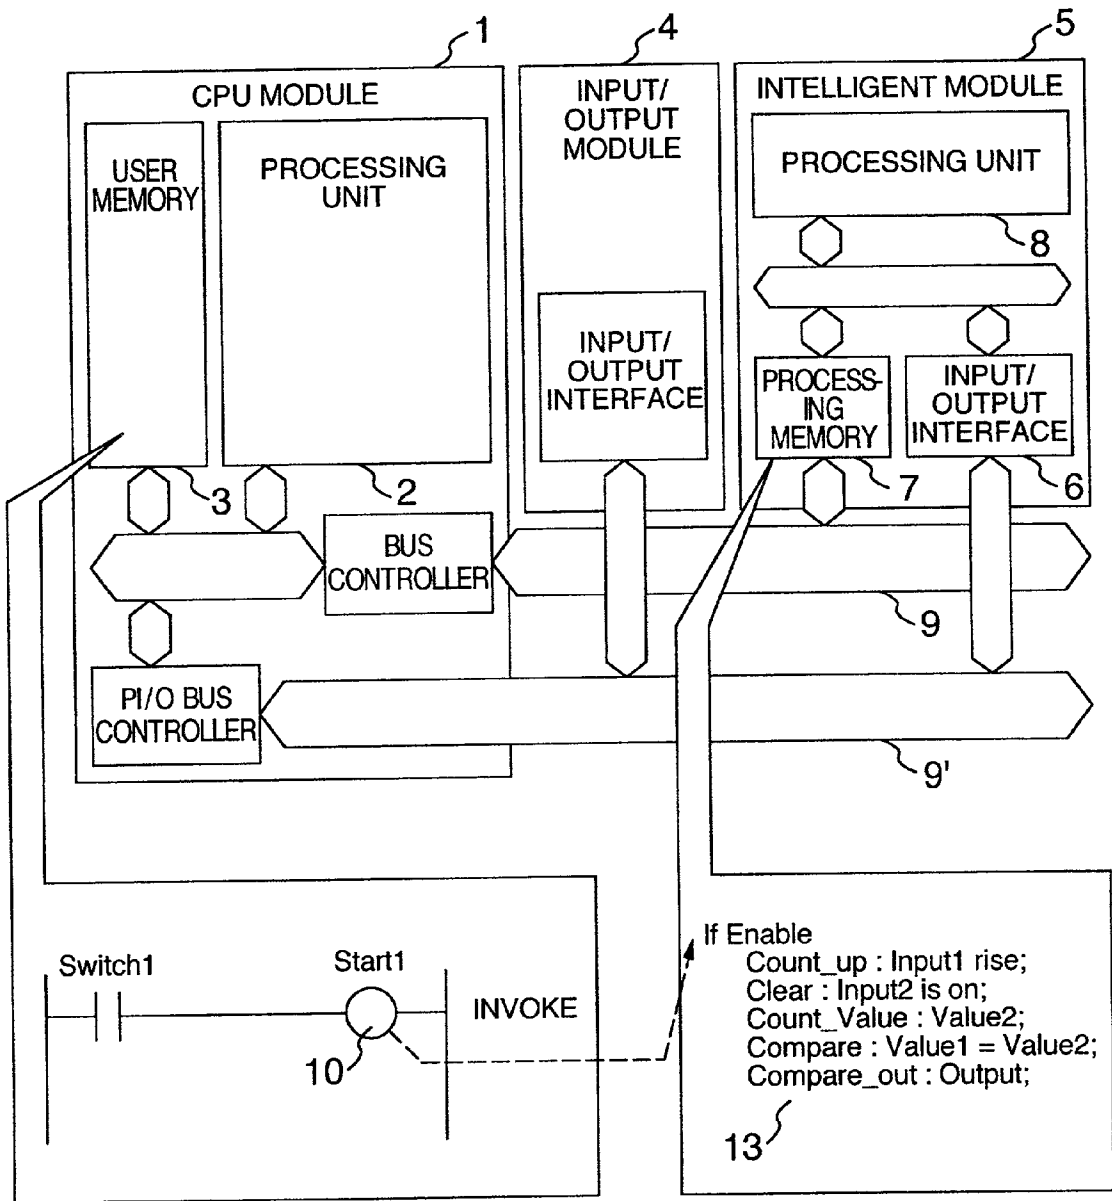 1
4
5
CPU MODULE
USER
MEMORY
PROCESSING
UNIT
INPUT/
OUTPUT
MODULE
INPUT/
OUTPUT
INTERFACE
INTELLIGENT MODULE
PROCESSING UNIT
8
PROCESS-
ING
MEMORY
INPUT/
OUTPUT
INTERFACE
3
2
7
6
BUS
CONTROLLER
9
PI/O BUS
CONTROLLER
9'
Switch1
Start1
INVOKE
10
If Enable
Count_up : Input1 rise;
Clear : Input2 is on;
Count_Value : Value2;
Compare : Value1 = Value2;
Compare_out : Output;
13